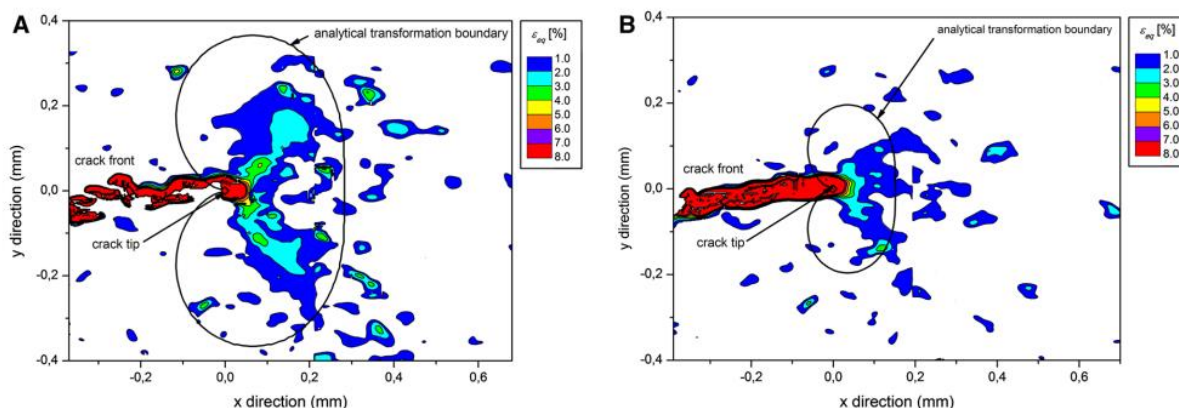 A
analytical transformation boundary
crack front
crack tip
y direction (mm)
0,4
0,2
0,0
-0,2
-0,4
-0,2
0,0
0,2
0,4
0,6
x direction (mm)
εeq [%]
1.0
2.0
3.0
4.0
5.0
6.0
7.0
8.0
B
analytical transformation boundary
crack front
crack tip
y direction (mm)
0,4
0,2
0,0
-0,2
-0,4
-0,2
0,0
0,2
0,4
0,6
x direction (mm)
εeq [%]
1.0
2.0
3.0
4.0
5.0
6.0
7.0
8.0